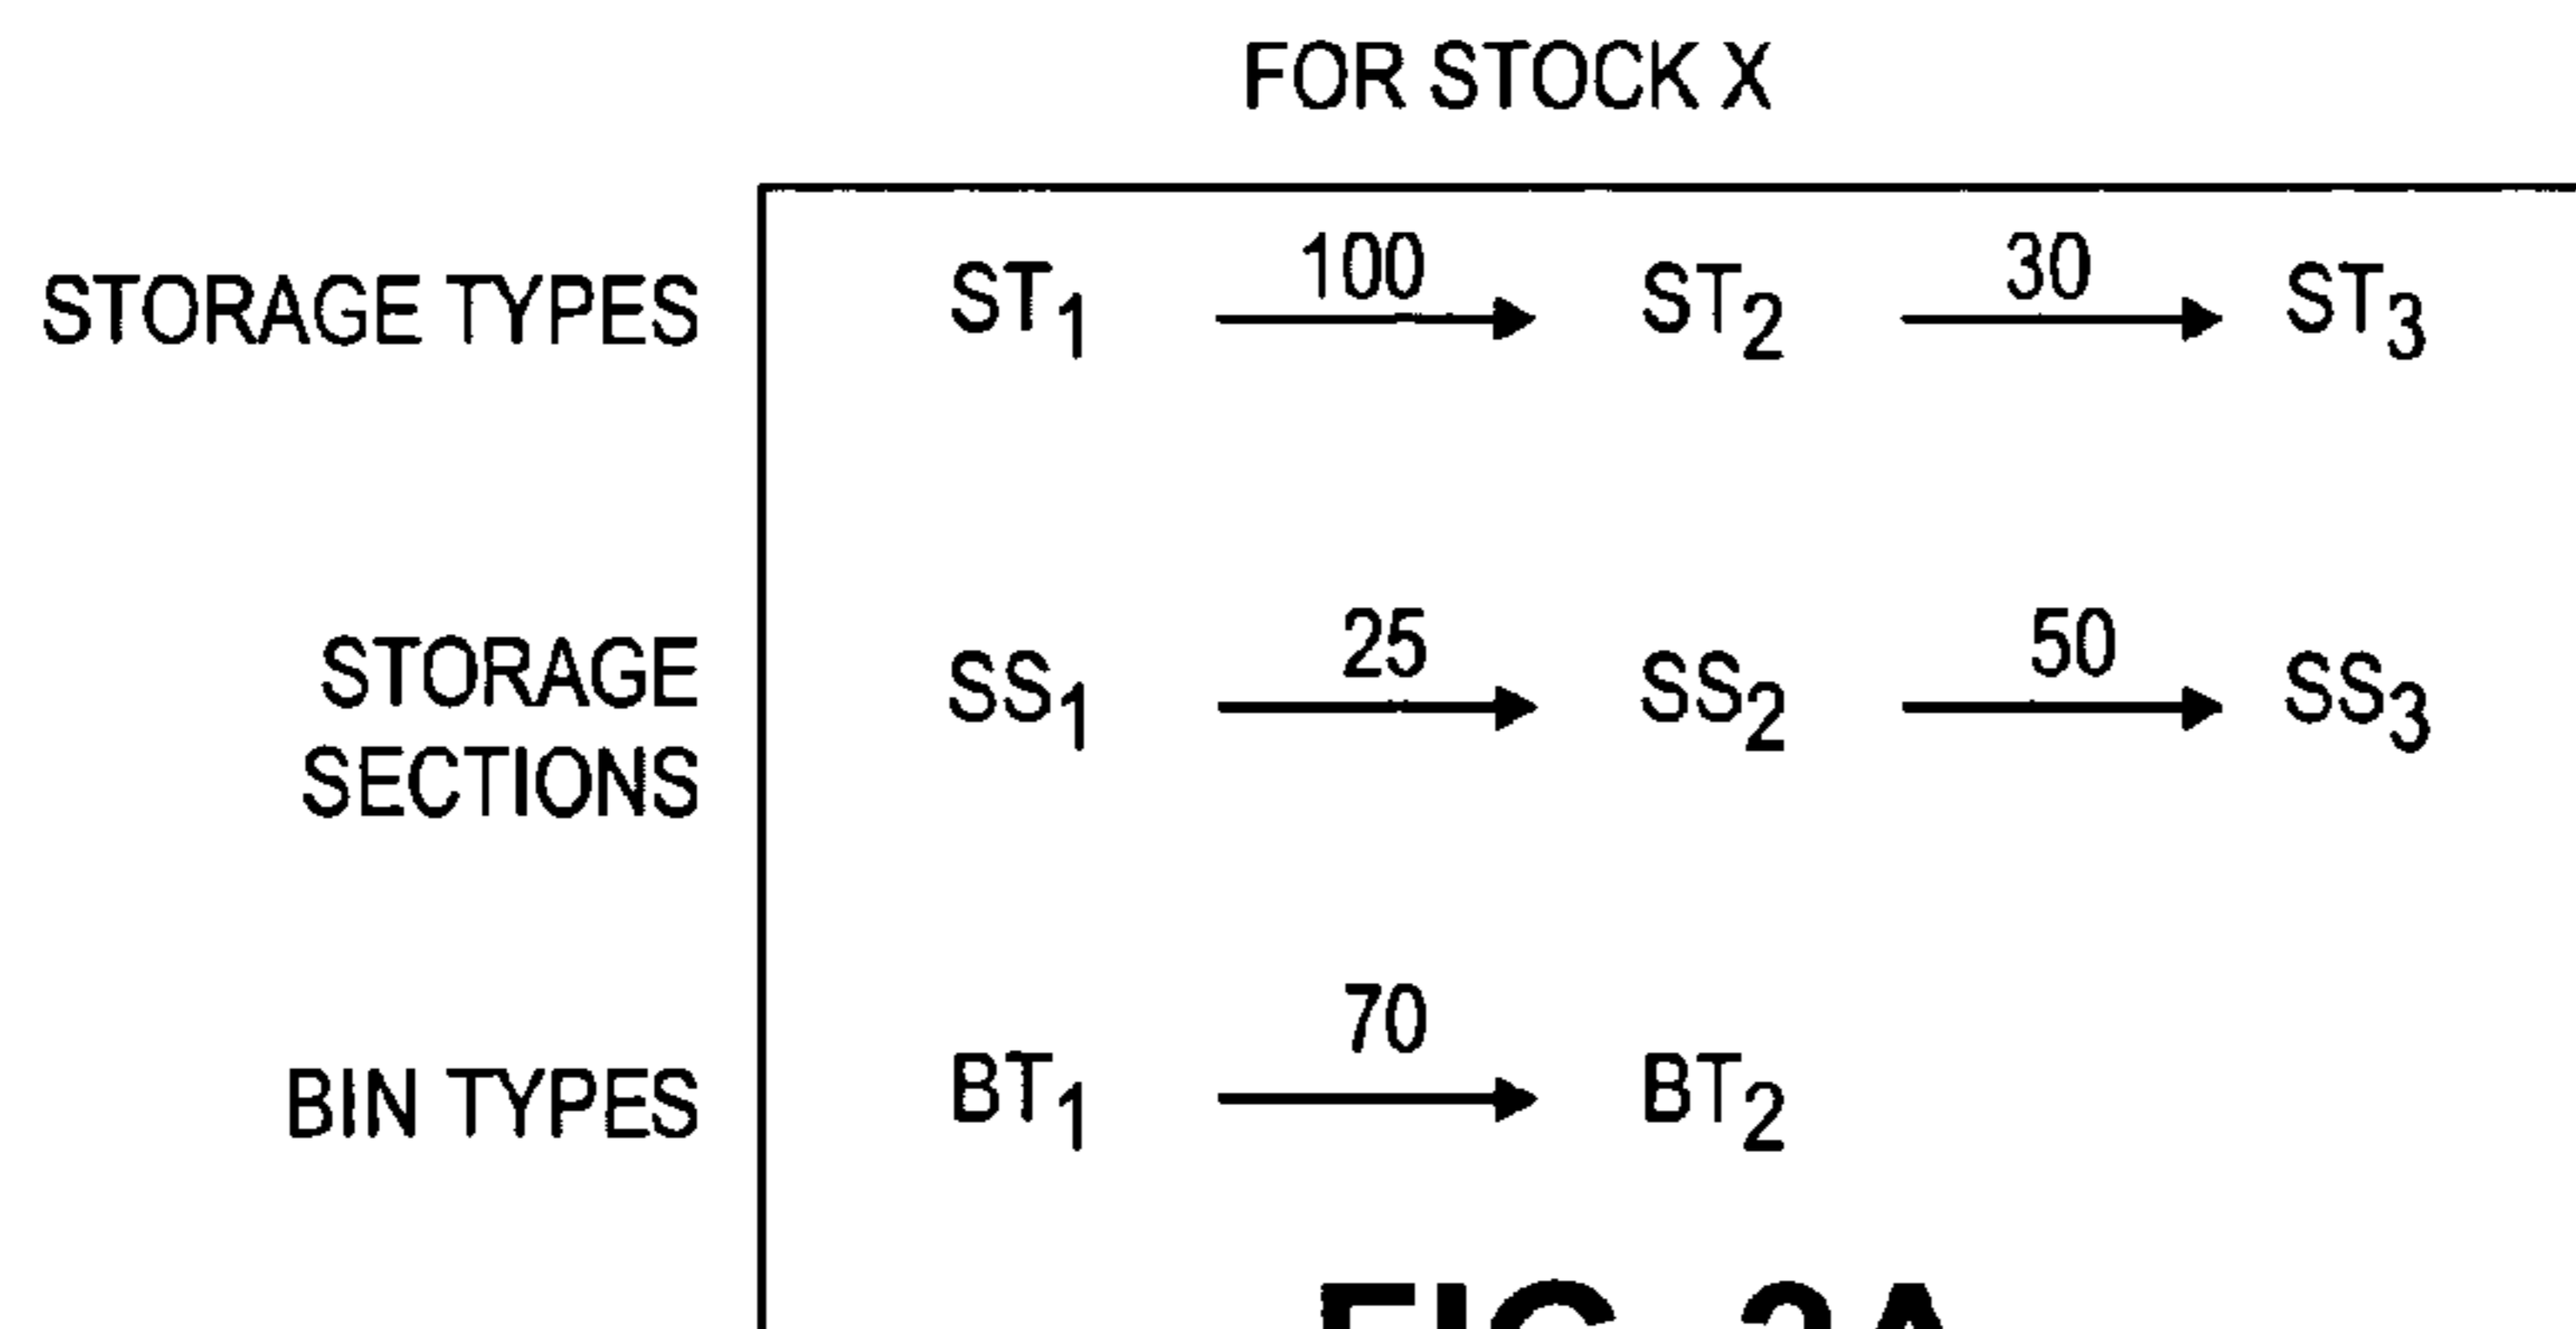 FOR STOCK X
STORAGE TYPES ST1 100 ST2 30 ST3
STORAGE
SECTIONS SS1 25 SS2 50 SS3
BIN TYPES BT1 70 BT2